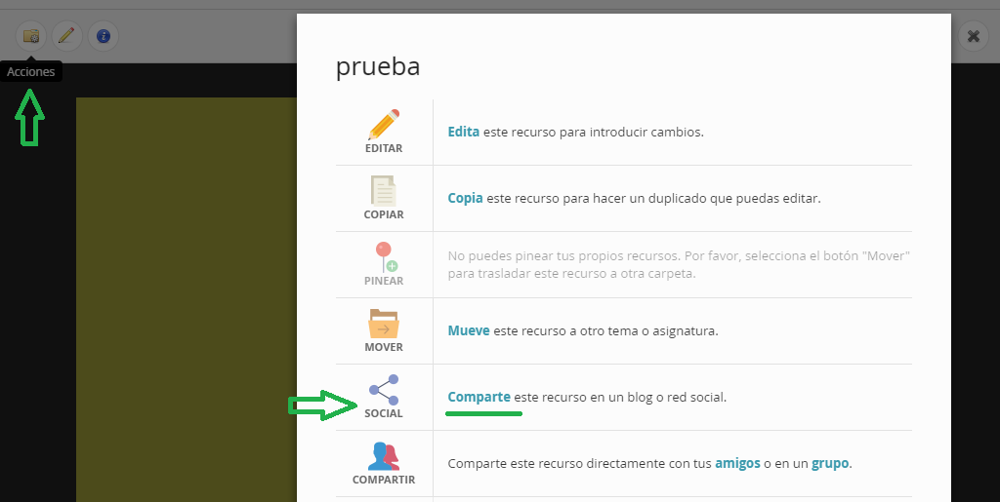 Acciones
prueba
EDITAR
Edita este recurso para introducir cambios.
COPIAR
Copia este recurso para hacer un duplicado que puedas editar.
PINEAR
No puedes pinear tus propios recursos. Por favor, selecciona el botón "Mover"
para trasladar este recurso a otra carpeta.
MOVER
Mueve este recurso a otro tema o asignatura.
SOCIAL
Comparte este recurso en un blog o red social.
COMPARTIR
Comparte este recurso directamente con tus amigos o en un grupo.